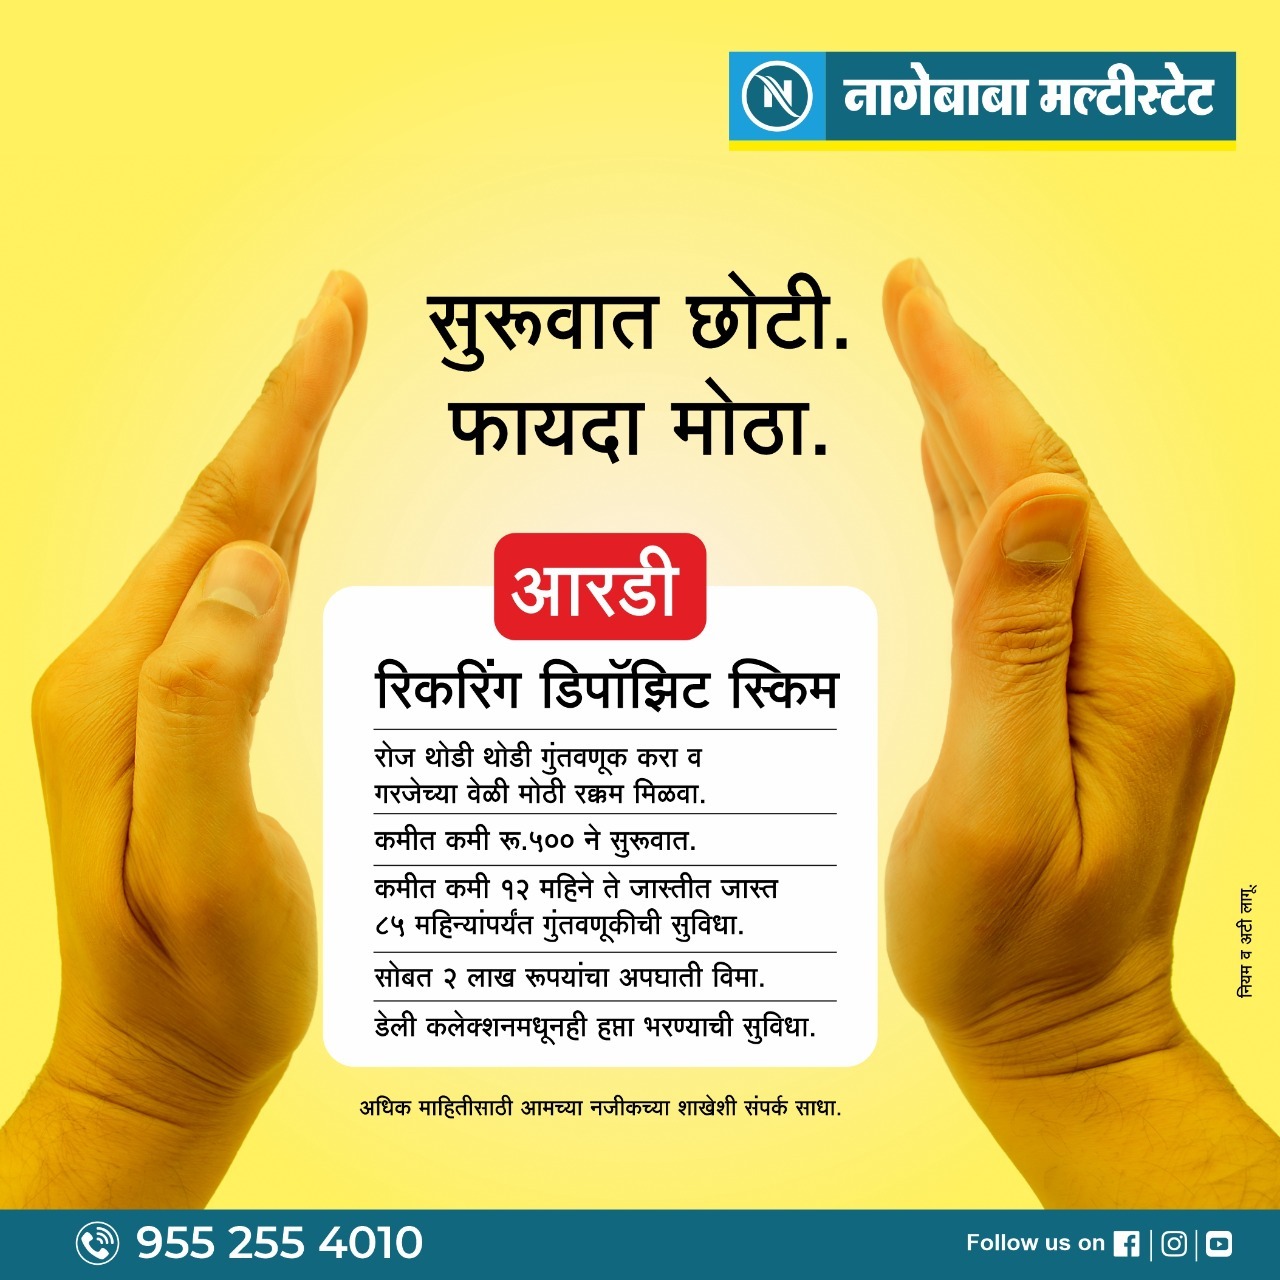 नागेबाबा मल्टीस्टेट
सुरूवात छोटी.
फायदा मोठा.
आरडी
रिकरिंग डिपॉझिट स्किम
रोज थोडी थोडी गुंतवणूक करा व
गरजेच्या वेळी मोठी रक्कम मिळवा.
कमीत कमी रू.५०० ने सुरूवात.
कमीत कमी १२ महिने ते जास्तीत जास्त
८५ महिन्यांपर्यंत गुंतवणूकीची सुविधा.
सोबत २ लाख रूपयांचा अपघाती विमा.
डेली कलेक्शनमधूनही हप्ता भरण्याची सुविधा.
अधिक माहितीसाठी आमच्या नजीकच्या शाखेशी संपर्क साधा.
नियम व अटी लागू.
955 255 4010
Follow us on